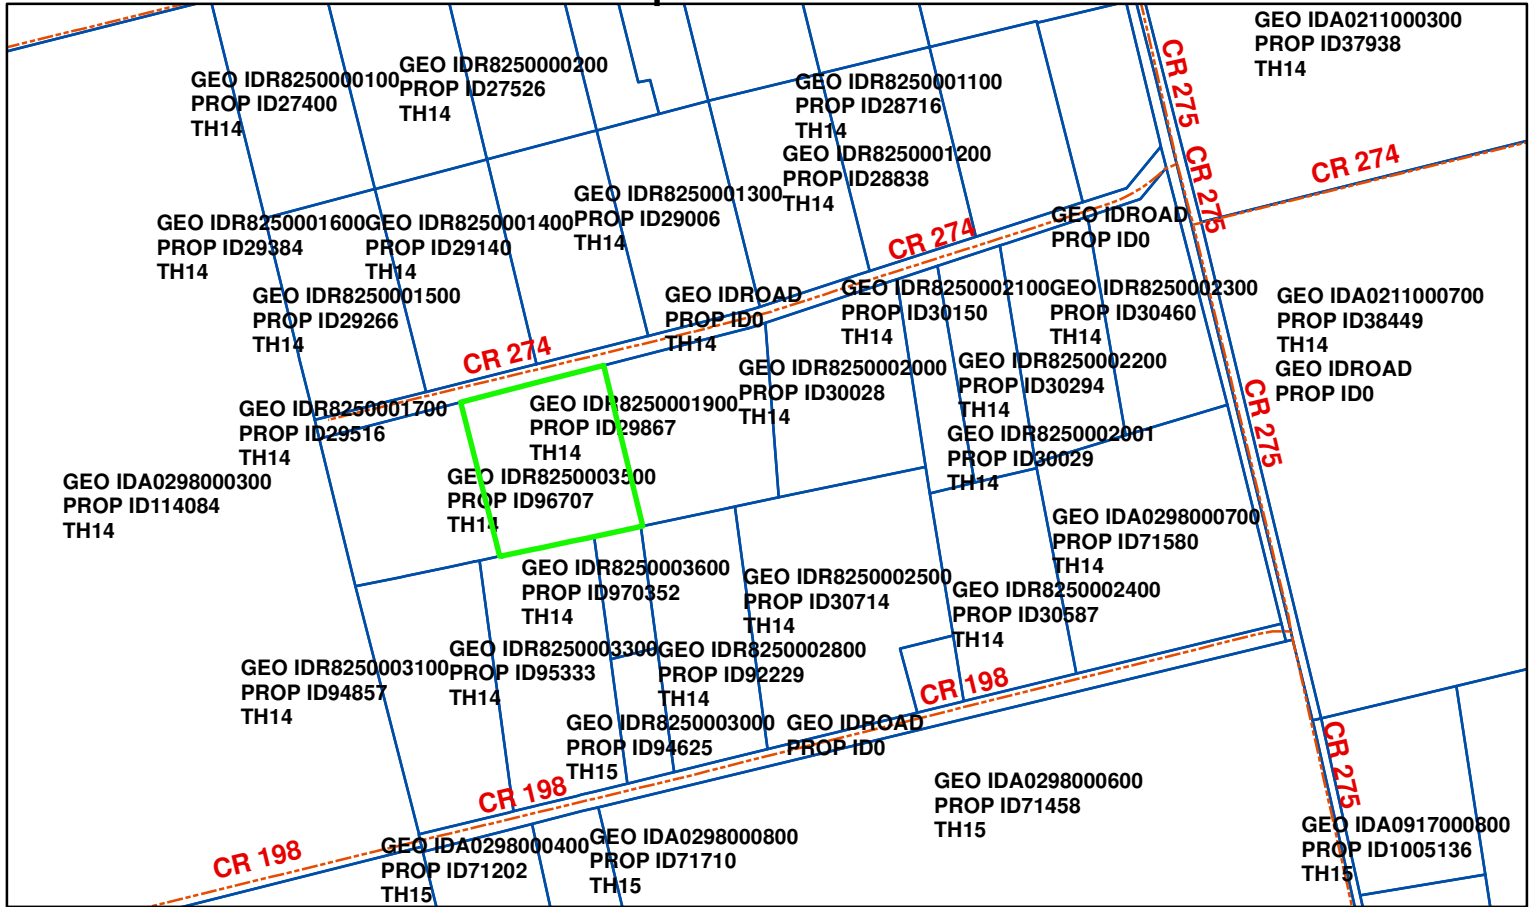 GEO IDA0211000300
PROP ID37938
TH14
CR 275
GEO IDR8250000200
PROP ID27526
TH14
GEO IDR8250000100
PROP ID27400
TH14
GEO IDR8250001100
PROP ID28716
TH14
GEO IDR8250001200
PROP ID28838
TH14
CR 275
CR 274
GEO IDR8250001300
PROP ID29006
TH14
GEO IDR8250001600
PROP ID29384
TH14
GEO IDR8250001400
PROP ID29140
TH14
GEO IDROAD
PROP ID0
CR 274
GEO IDR8250001500
PROP ID29266
TH14
GEO IDROAD
PROP ID0
TH14
GEO IDR8250002100
PROP ID30150
TH14
GEO IDR8250002300
PROP ID30460
TH14
GEO IDA0211000700
PROP ID38449
TH14
GEO IDROAD
PROP ID0
CR 274
GEO IDR8250002000
PROP ID30028
TH14
GEO IDR8250002200
PROP ID30294
TH14
CR 275
GEO IDR8250001700
PROP ID29516
TH14
GEO IDR8250001900
PROP ID29867
TH14
GEO IDR8250002001
PROP ID30029
TH14
GEO IDA0298000300
PROP ID114084
TH14
GEO IDR8250003500
PROP ID96707
TH14
GEO IDA0298000700
PROP ID71580
TH14
GEO IDR8250003600
PROP ID970352
TH14
GEO IDR8250002500
PROP ID30714
TH14
GEO IDR8250002400
PROP ID30587
TH14
GEO IDR8250003100
PROP ID94857
TH14
GEO IDR8250003300
PROP ID95333
TH14
GEO IDR8250002800
PROP ID92229
TH14
CR 198
GEO IDR8250003000
PROP ID94625
TH15
GEO IDROAD
PROP ID0
CR 275
GEO IDA0298000600
PROP ID71458
TH15
CR 198
GEO IDA0917000800
PROP ID1005136
TH15
CR 198
GEO IDA0298000400
PROP ID71202
TH15
GEO IDA0298000800
PROP ID71710
TH15